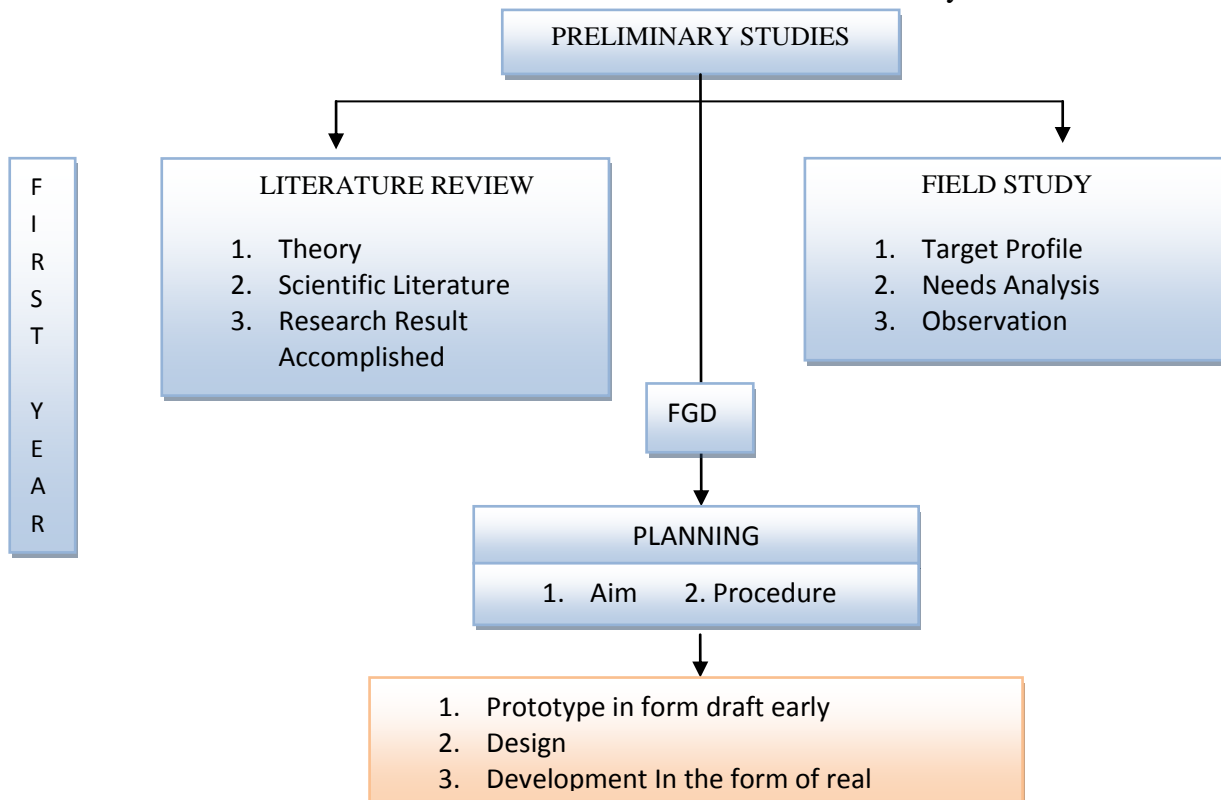 PRELIMINARY STUDIES
LITERATURE REVIEW
1. Theory
2. Scientific Literature
3. Research Result
Accomplished
FIELD STUDY
1. Target Profile
2. Needs Analysis
3. Observation
FIRST YEAR
FGD
PLANNING
1. Aim 2. Procedure
1. Prototype in form draft early
2. Design
3. Development In the form of real